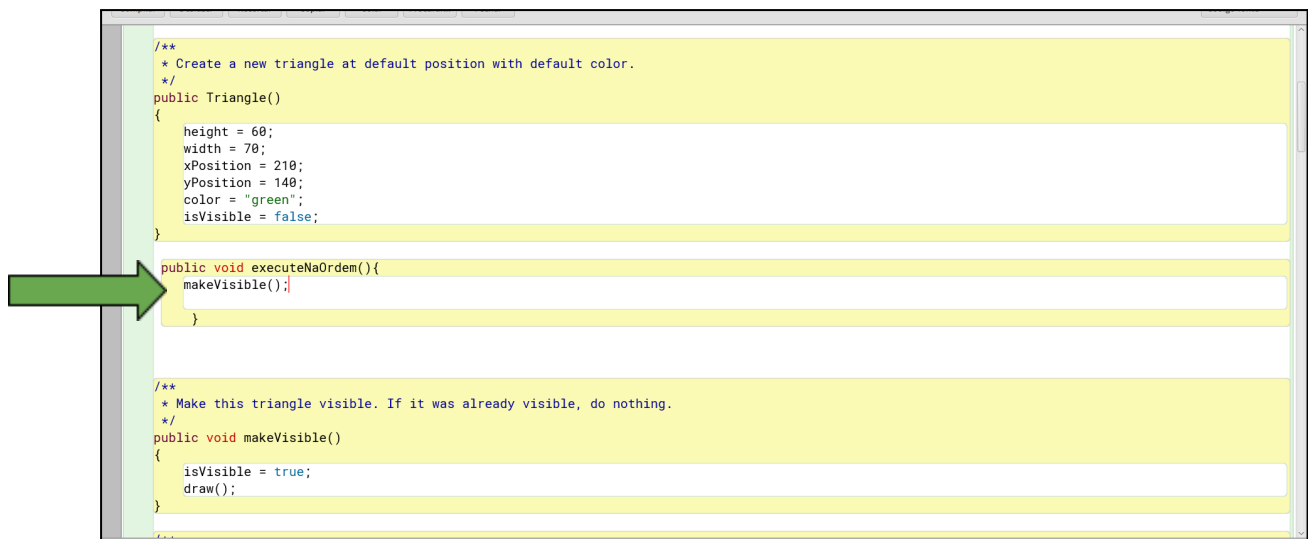 /**
* Create a new triangle at default position with default color.
*/
public Triangle()
{
height = 60;
width = 70;
xPosition = 210;
yPosition = 140;
color = "green";
isVisible = false;
}
public void executeNaOrdem(){
makeVisible();
}
/**
* Make this triangle visible. If it was already visible, do nothing.
*/
public void makeVisible()
{
isVisible = true;
draw();
}